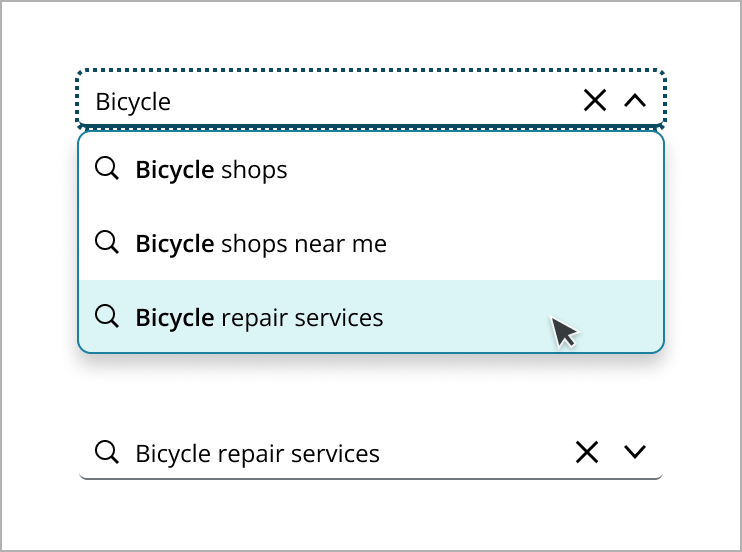 Bicycle
Bicycle shops
Bicycle shops near me
Bicycle repair services
Bicycle repair services